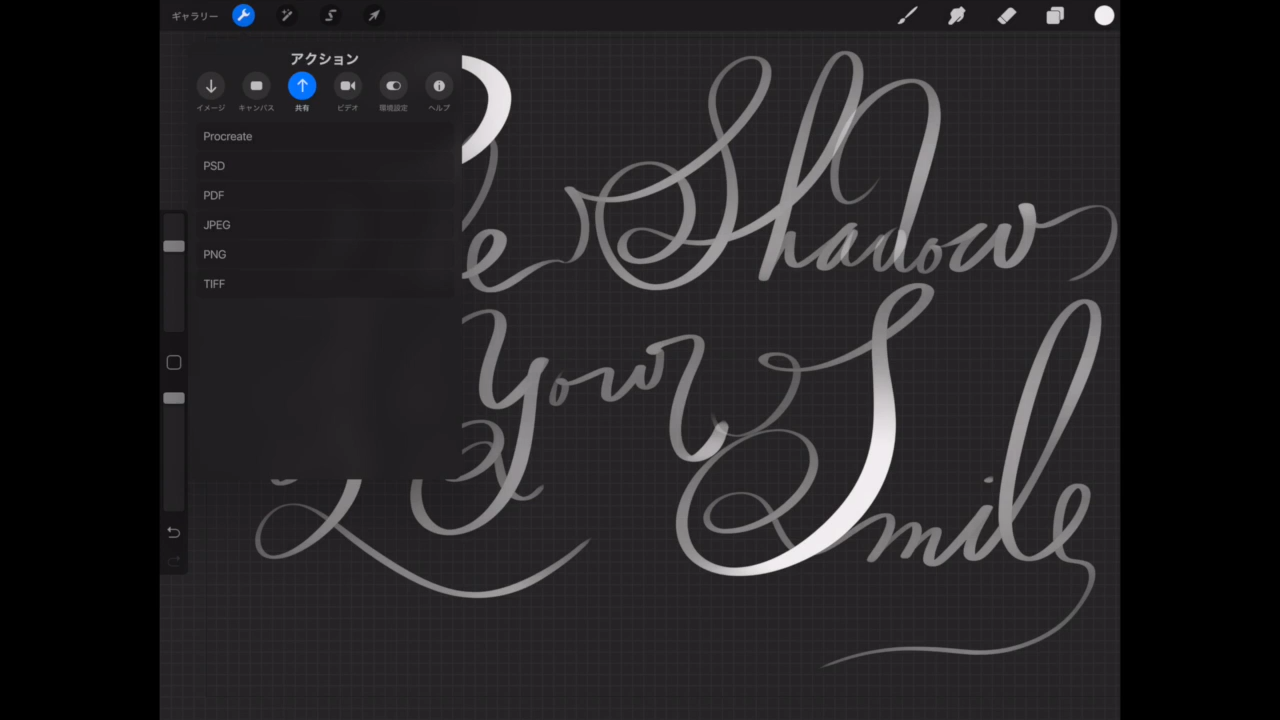 ギャラリー
アクション
イメージ キャンバス 共有 ビデオ 環境設定 ヘルプ
Procreate
PSD
PDF
JPEG
PNG
TIFF
Shadow
Your
Smile